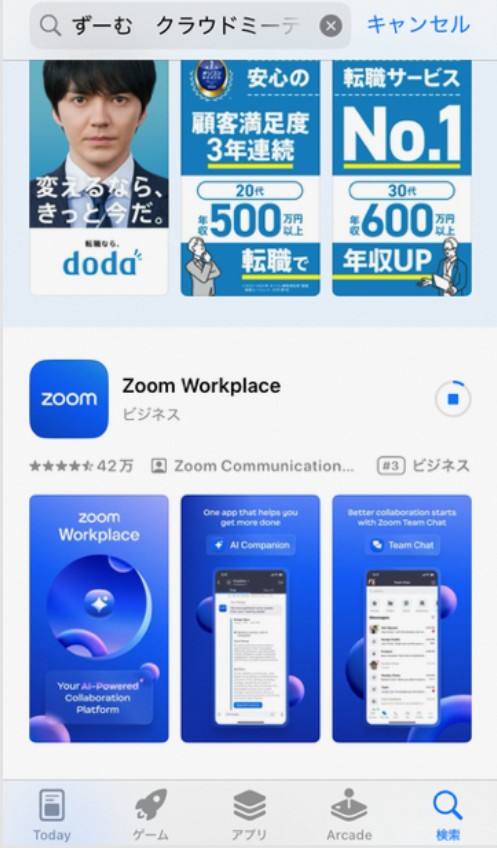 ずーむ　クラウドミーテ
キャンセル
変えるなら、
きっと今だ。
転職なら、
doda
安心の
顧客満足度
3年連続
20代
年収500万円以上
転職で
転職サービス
No.1
30代
年収600万円以上
年収UP
zoom
Zoom Workplace
ビジネス
42万
Zoom Communication...
#3 ビジネス
zoom
Workplace
Your AI-Powered
Collaboration
Platform
One app that helps you
get more done
AI Companion
Better collaboration starts
with Zoom Team Chat
Team Chat
Today
ゲーム
アプリ
Arcade
検索